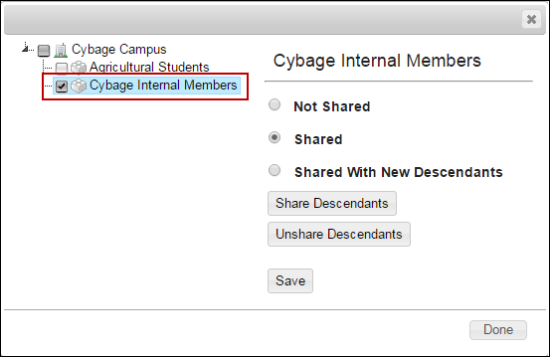 Cybage Campus
Agricultural Students
Cybage Internal Members
Cybage Internal Members
Not Shared
Shared
Shared With New Descendants
Share Descendants
Unshare Descendants
Save
Done